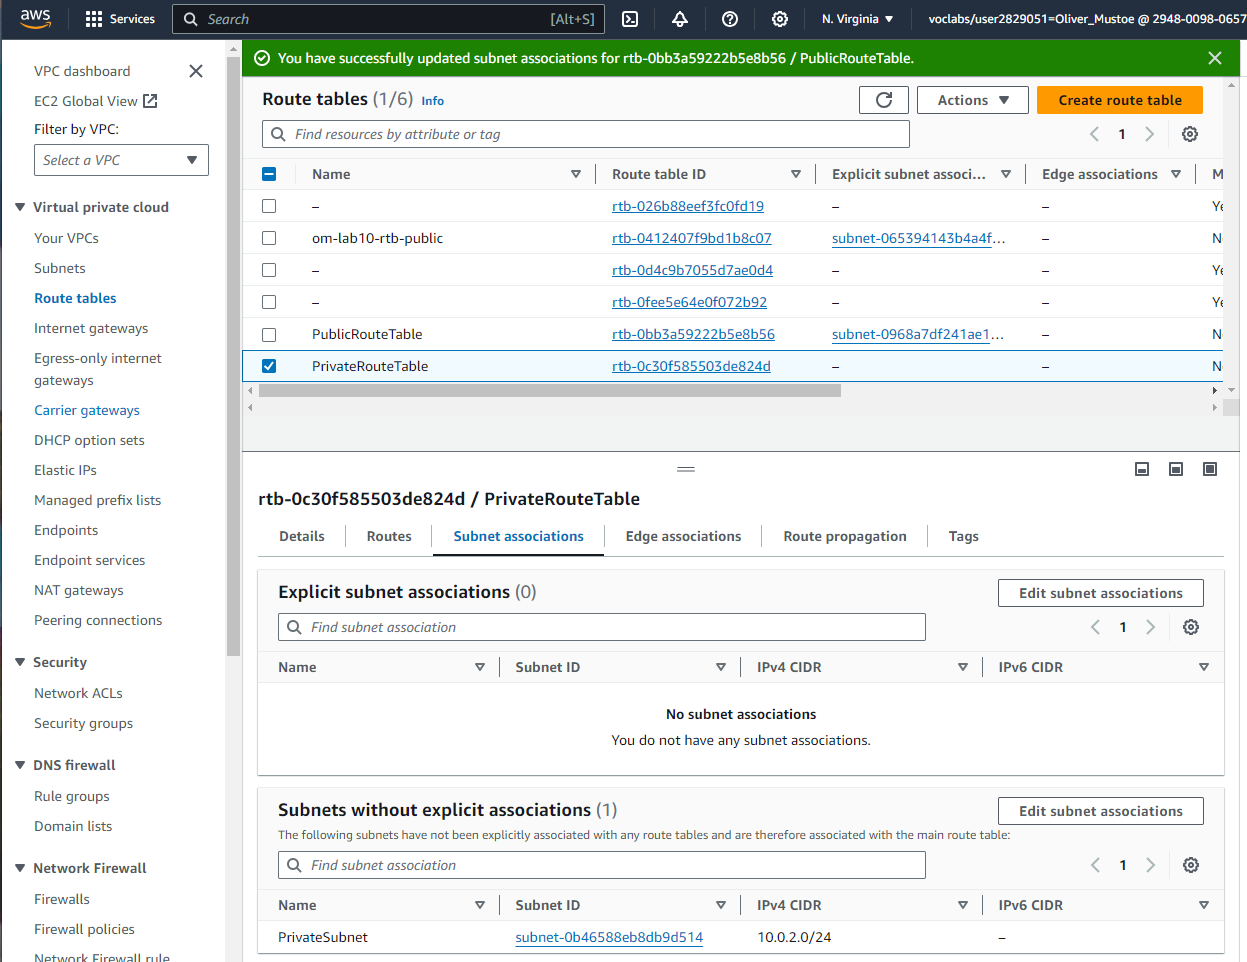 aws
Services
Search [Alt+S]
N. Virginia
voclabs/user2829051=Oliver_Mustoe @ 2948-0098-0657
VPC dashboard
EC2 Global View
Filter by VPC:
Select a VPC
Virtual private cloud
Your VPCs
Subnets
Route tables
Internet gateways
Egress-only internet
gateways
Carrier gateways
DHCP option sets
Elastic IPs
Managed prefix lists
Endpoints
Endpoint services
NAT gateways
Peering connections
Security
Network ACLs
Security groups
DNS firewall
Rule groups
Domain lists
Network Firewall
Firewalls
Firewall policies
Network Firewall rule
You have successfully updated subnet associations for rtb-0bb3a59222b5e8b56 / PublicRouteTable.
Route tables (1/6) Info
Actions
Create route table
Find resources by attribute or tag
1
Name Route table ID Explicit subnet associ... Edge associations M
– rtb-026b88eef3fc0fd19 – – Ye
om-lab10-rtb-public rtb-0412407f9bd1b8c07 subnet-065394143b4a4f... – N
– rtb-0d4c9b7055d7ae0d4 – – Ye
– rtb-0fee5e64e0f072b92 – – Ye
PublicRouteTable rtb-0bb3a59222b5e8b56 subnet-0968a7df241ae1... – N
PrivateRouteTable rtb-0c30f585503de824d – – N
rtb-0c30f585503de824d / PrivateRouteTable
Details Routes Subnet associations Edge associations Route propagation Tags
Explicit subnet associations (0)
Edit subnet associations
Find subnet association
1
Name Subnet ID IPv4 CIDR IPv6 CIDR
No subnet associations
You do not have any subnet associations.
Subnets without explicit associations (1)
Edit subnet associations
The following subnets have not been explicitly associated with any route tables and are therefore associated with the main route table:
Find subnet association
1
Name Subnet ID IPv4 CIDR IPv6 CIDR
PrivateSubnet subnet-0b46588eb8db9d514 10.0.2.0/24 –